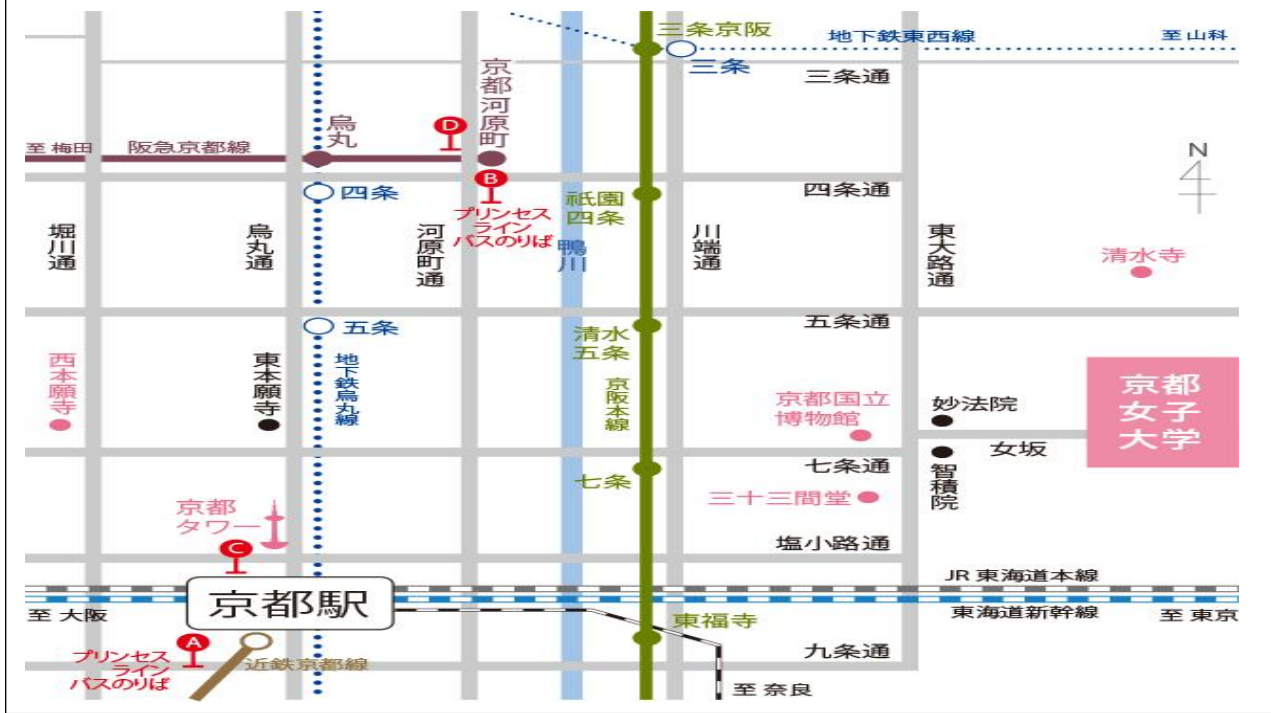 三条京阪
地下鉄東西線
至山科
三条
三条通
京都河原町
烏丸
D
至 梅田
阪急京都線
N
四条
B
祇園
四条
四条通
プリンセス
ライン
バスのりば
堀川通
烏丸通
河原町通
鴨川
川端通
東大路通
清水寺
五条
清水
五条
五条通
西本願寺
東本願寺
地下鉄烏丸線
京阪本線
京都国立
博物館
妙法院
京都
女子
大学
女坂
七条
七条通
智積院
京都
タワー
三十三間堂
C
塩小路通
JR 東海道本線
京都駅
至 大阪
東海道新幹線
至 東京
東福寺
A
プリンセス
ライン
バスのりば
近鉄京都線
九条通
至 奈良